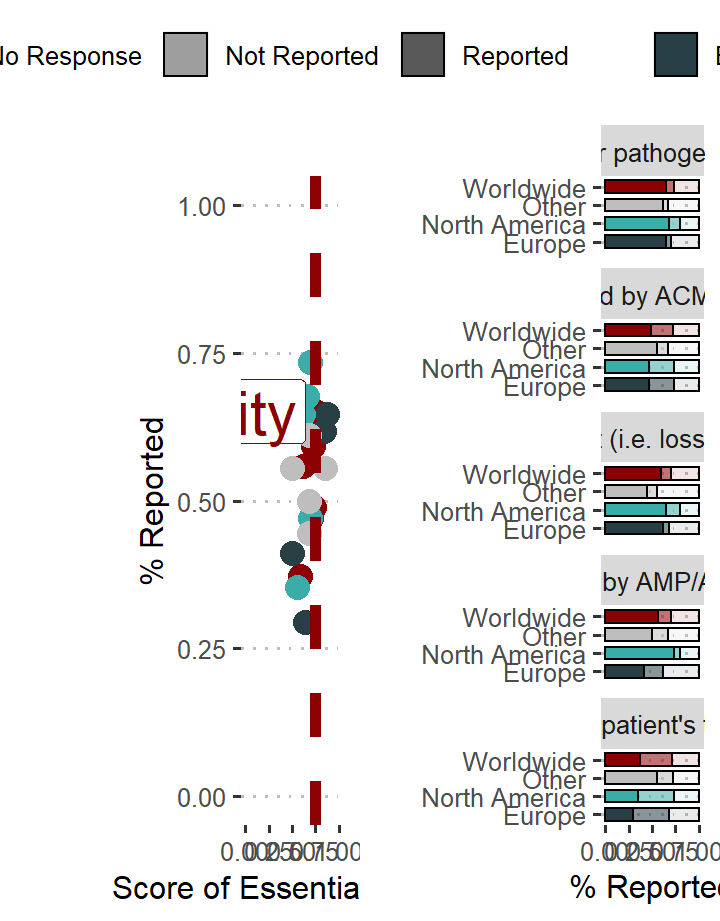 No Response Not Reported Reported
r pathoge
Worldwide
Other
North America
Europe
d by ACM
Worldwide
Other
North America
Europe
(i.e. loss
Worldwide
Other
North America
Europe
by AMP/A
Worldwide
Other
North America
Europe
patient's
Worldwide
Other
North America
Europe
% Reported
1.00
0.75
0.50
0.25
0.00
ity
Score of Essentia
% Reported